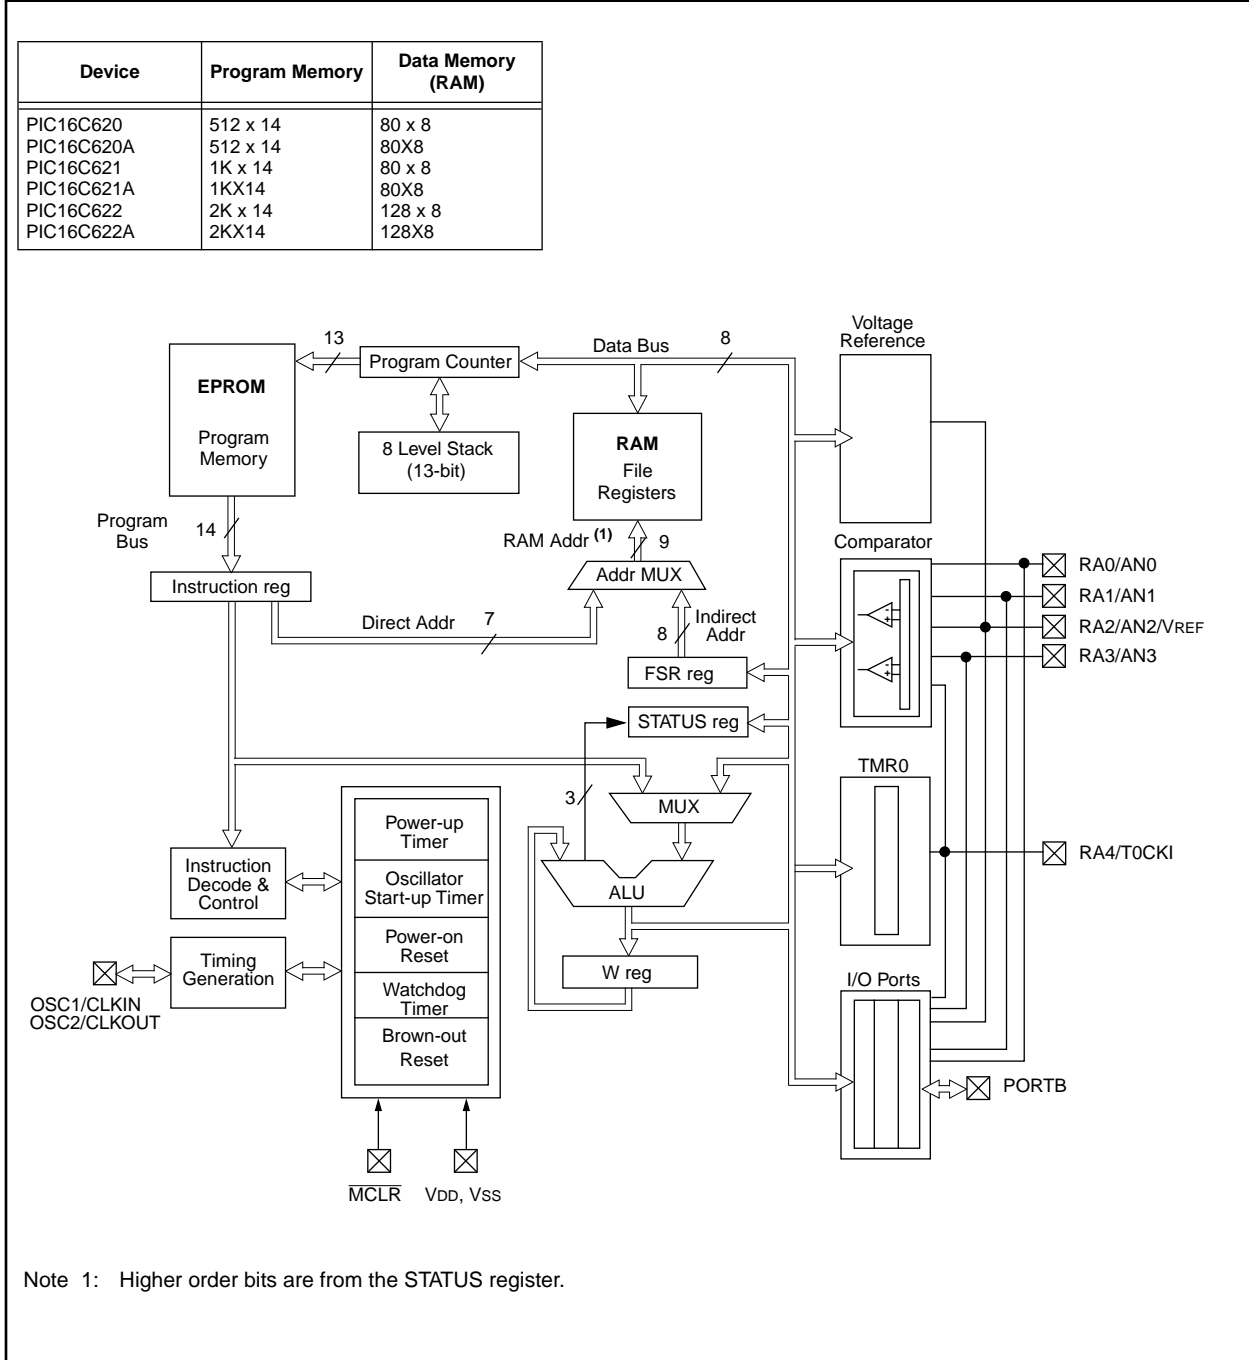 Device Program Memory Data Memory (RAM)
PIC16C620 512 x 14 80 x 8
PIC16C620A 512 x 14 80X8
PIC16C621 1K x 14 80 x 8
PIC16C621A 1KX14 80X8
PIC16C622 2K x 14 128 x 8
PIC16C622A 2KX14 128X8
Voltage
Reference
13
Program Counter
Data Bus
8
EPROM
Program
Memory
8 Level Stack
(13-bit)
RAM
File
Registers
Program
Bus
14
RAM Addr (1)
9
Comparator
Instruction reg
Addr MUX
Direct Addr
7
8
Indirect
Addr
FSR reg
STATUS reg
- +
- +
RA0/AN0
RA1/AN1
RA2/AN2/VREF
RA3/AN3
TMR0
3
MUX
ALU
W reg
RA4/T0CKI
Power-up
Timer
Oscillator
Start-up Timer
Power-on
Reset
Watchdog
Timer
Brown-out
Reset
Instruction
Decode &
Control
Timing
Generation
OSC1/CLKIN
OSC2/CLKOUT
I/O Ports
PORTB
MCLR
VDD, VSS
Note 1: Higher order bits are from the STATUS register.